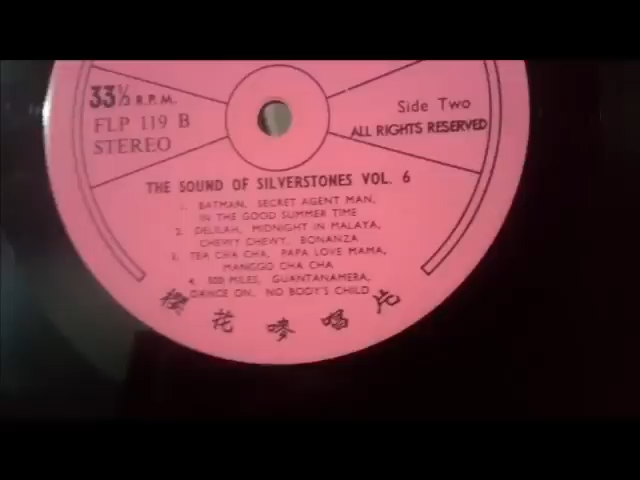 33⅓ R.P.M.
FLP 119 B
STEREO
Side Two
ALL RIGHTS RESERVED
THE SOUND OF SILVERSTONES VOL. 6
1. BATMAN, SECRET AGENT MAN,
IN THE GOOD SUMMER TIME
2. DELILAH, MIDNIGHT IN MALAYA,
CHEWY CHEWY, BONANZA
3. TEA CHA CHA, PAPA LOVE MAMA,
MANGGO CHA CHA
4. 500 MILES, GUANTANAMERA,
DANCE ON, NO BODY'S CHILD
櫻花嘜唱片